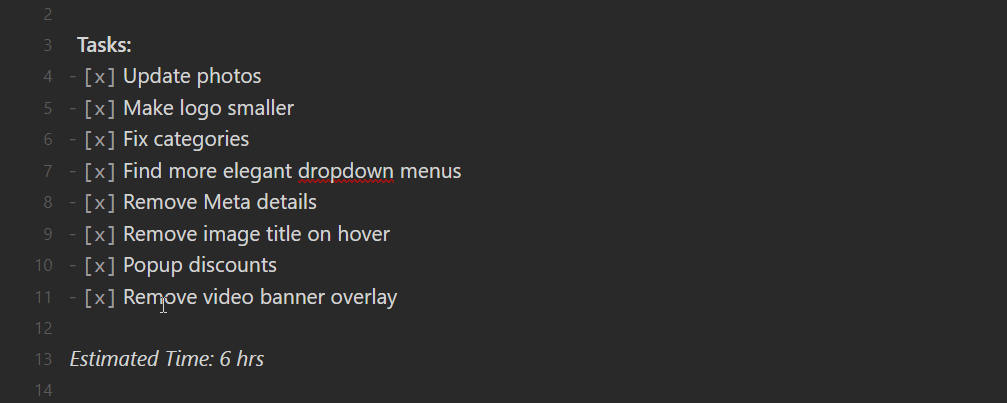 2
3 Tasks:
4 - [x] Update photos
5 - [x] Make logo smaller
6 - [x] Fix categories
7 - [x] Find more elegant dropdown menus
8 - [x] Remove Meta details
9 - [x] Remove image title on hover
10 - [x] Popup discounts
11 - [x] Remove video banner overlay
12
13 Estimated Time: 6 hrs
14